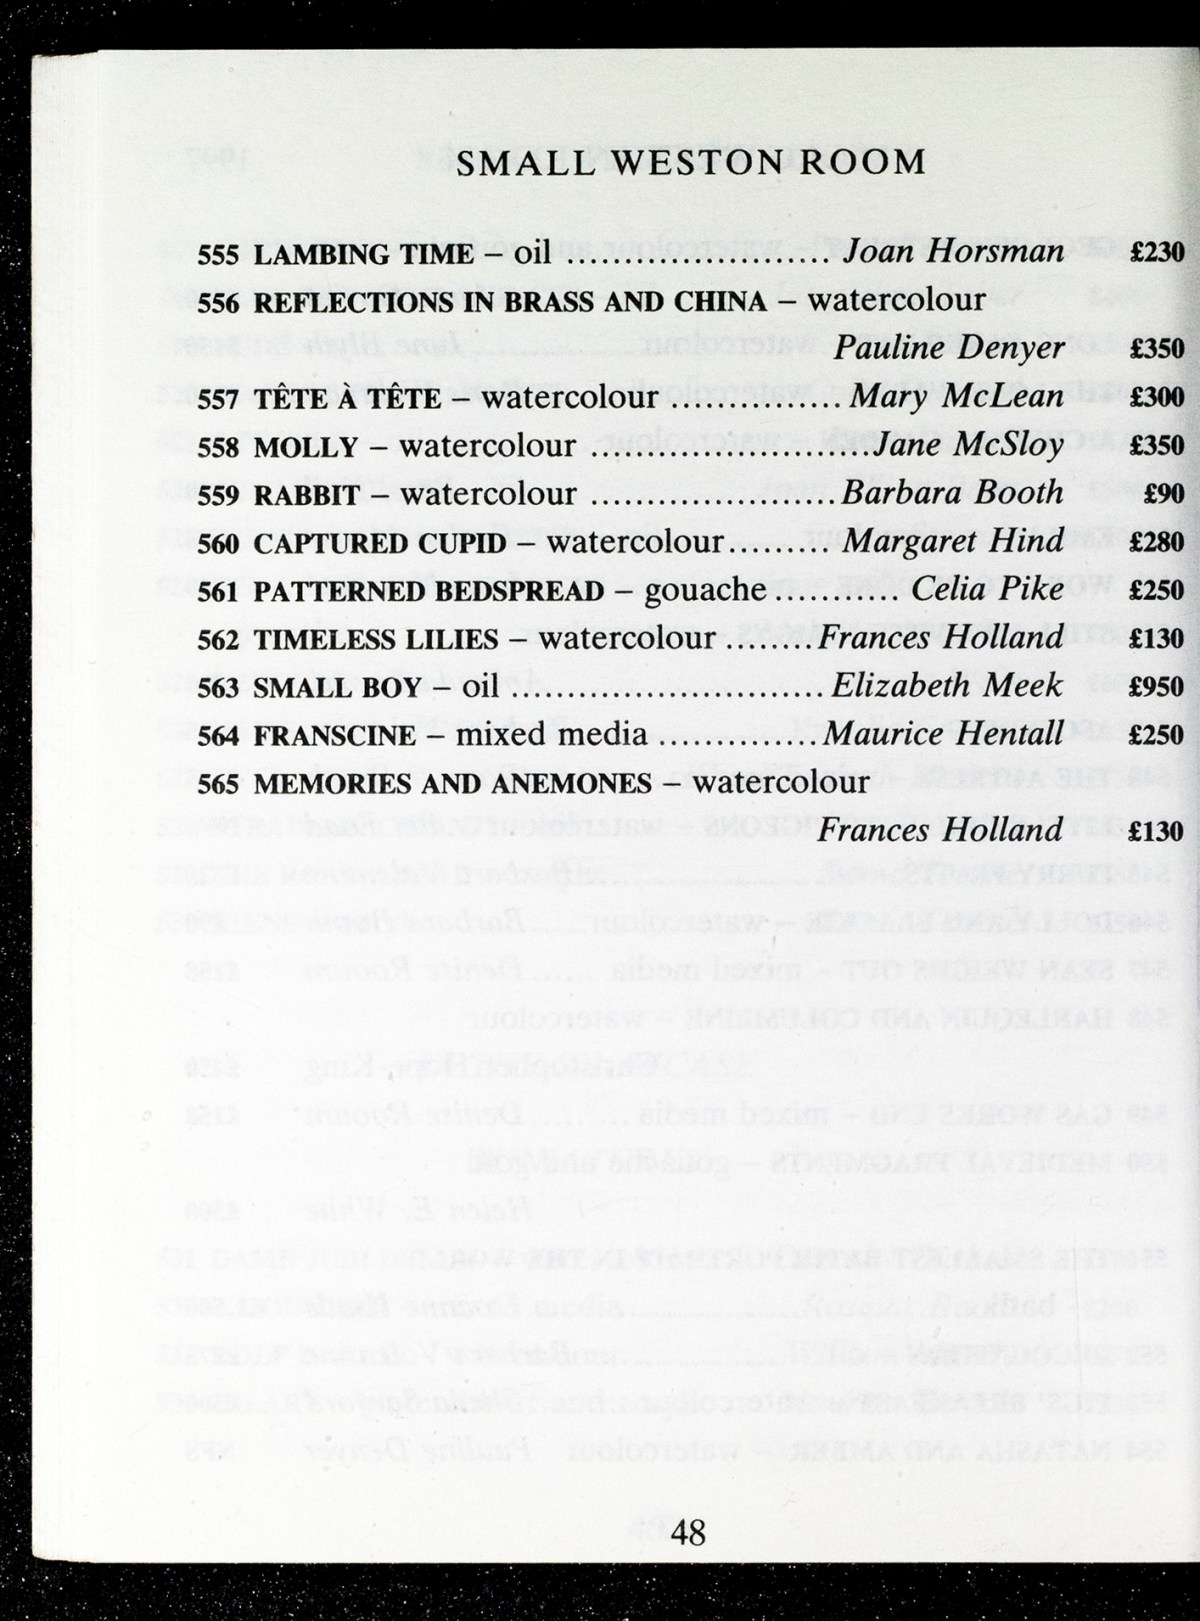 SMALL WESTON ROOM
555 LAMBING TIME – oil ........................ Joan Horsman £230
556 REFLECTIONS IN BRASS AND CHINA – watercolour
Pauline Denyer £350
557 TÊTE À TÊTE – watercolour ............... Mary McLean £300
558 MOLLY – watercolour .........................Jane McSloy £350
559 RABBIT – watercolour ...................... Barbara Booth £90
560 CAPTURED CUPID – watercolour......... Margaret Hind £280
561 PATTERNED BEDSPREAD – gouache ........... Celia Pike £250
562 TIMELESS LILIES – watercolour ........Frances Holland £130
563 SMALL BOY – oil .............................. Elizabeth Meek £950
564 FRANSCINE – mixed media ..............Maurice Hentall £250
565 MEMORIES AND ANEMONES – watercolour
Frances Holland £130
48